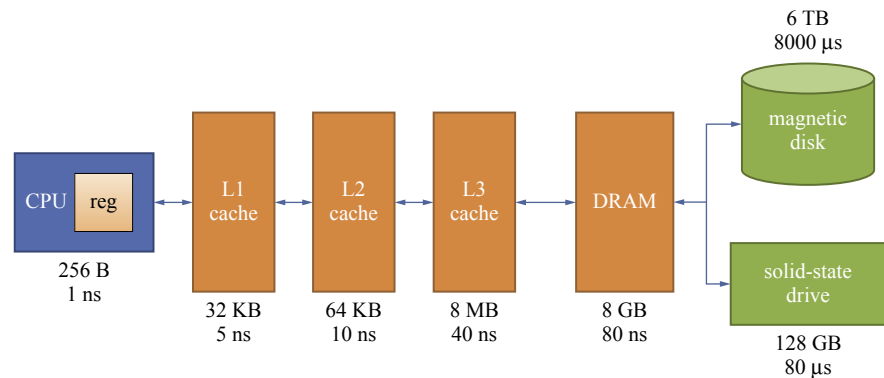 CPU
reg
256 B
1 ns
L1
cache
32 KB
5 ns
L2
cache
64 KB
10 ns
L3
cache
8 MB
40 ns
DRAM
8 GB
80 ns
6 TB
8000 μs
magnetic
disk
solid-state
drive
128 GB
80 μs